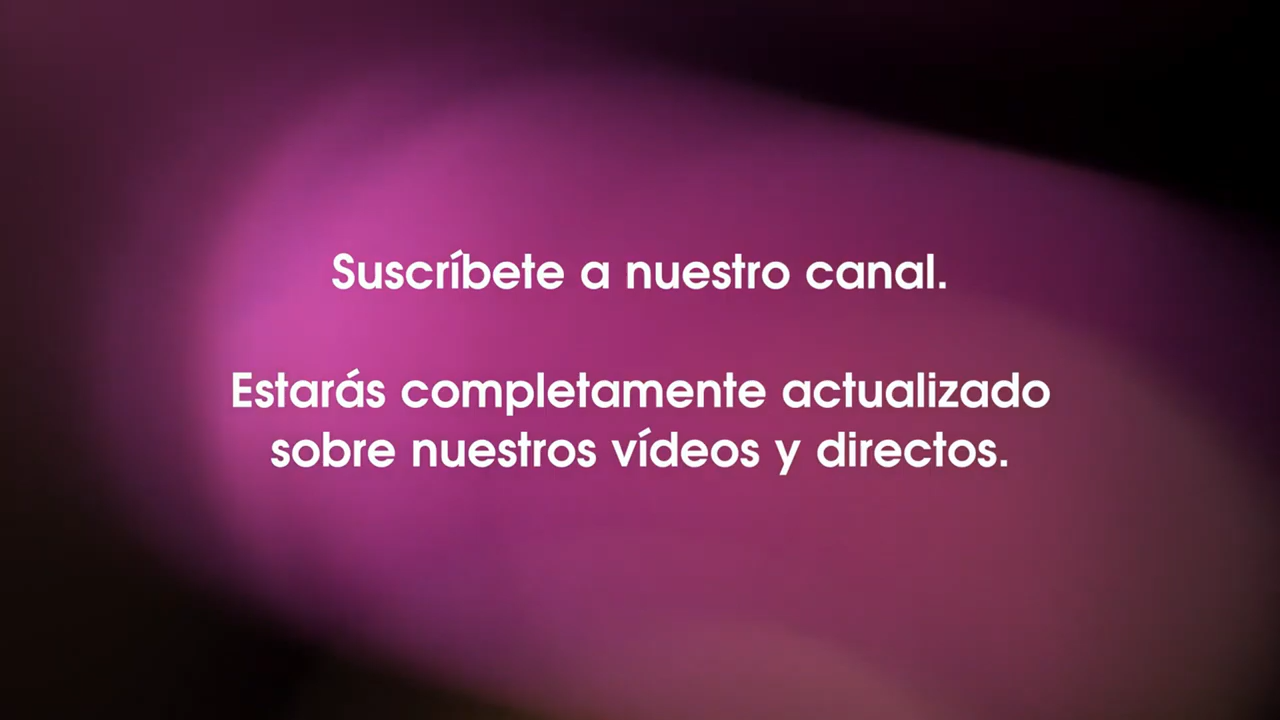 Suscríbete a nuestro canal.
Estarás completamente actualizado
sobre nuestros vídeos y directos.